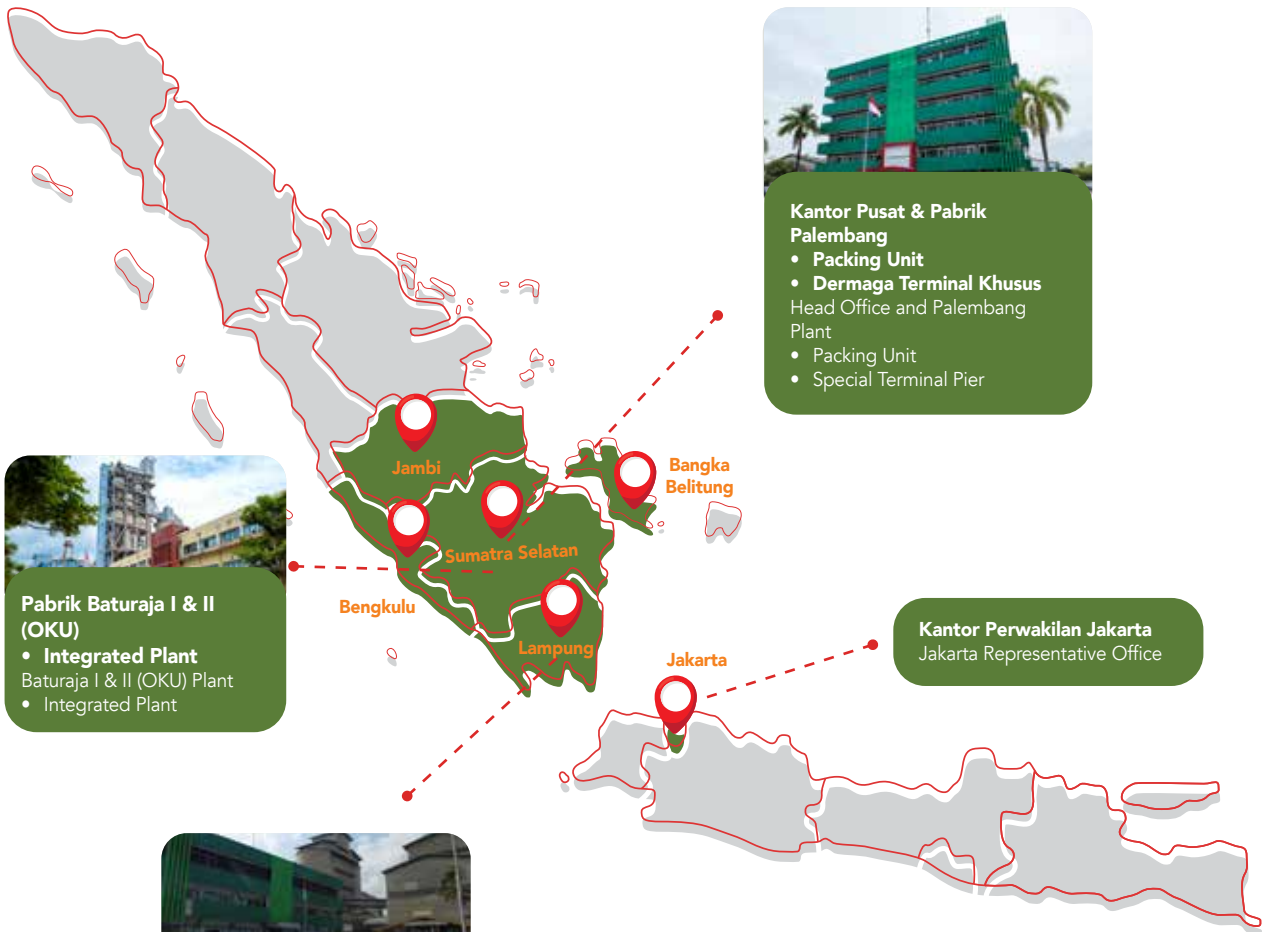 Kantor Pusat & Pabrik
Palembang
• Packing Unit
• Dermaga Terminal Khusus
Head Office and Palembang
Plant
• Packing Unit
• Special Terminal Pier
Jambi
Bangka
Belitung
Sumatra Selatan
Bengkulu
Lampung
Pabrik Baturaja I & II
(OKU)
• Integrated Plant
Baturaja I & II (OKU) Plant
• Integrated Plant
Jakarta
Kantor Perwakilan Jakarta
Jakarta Representative Office